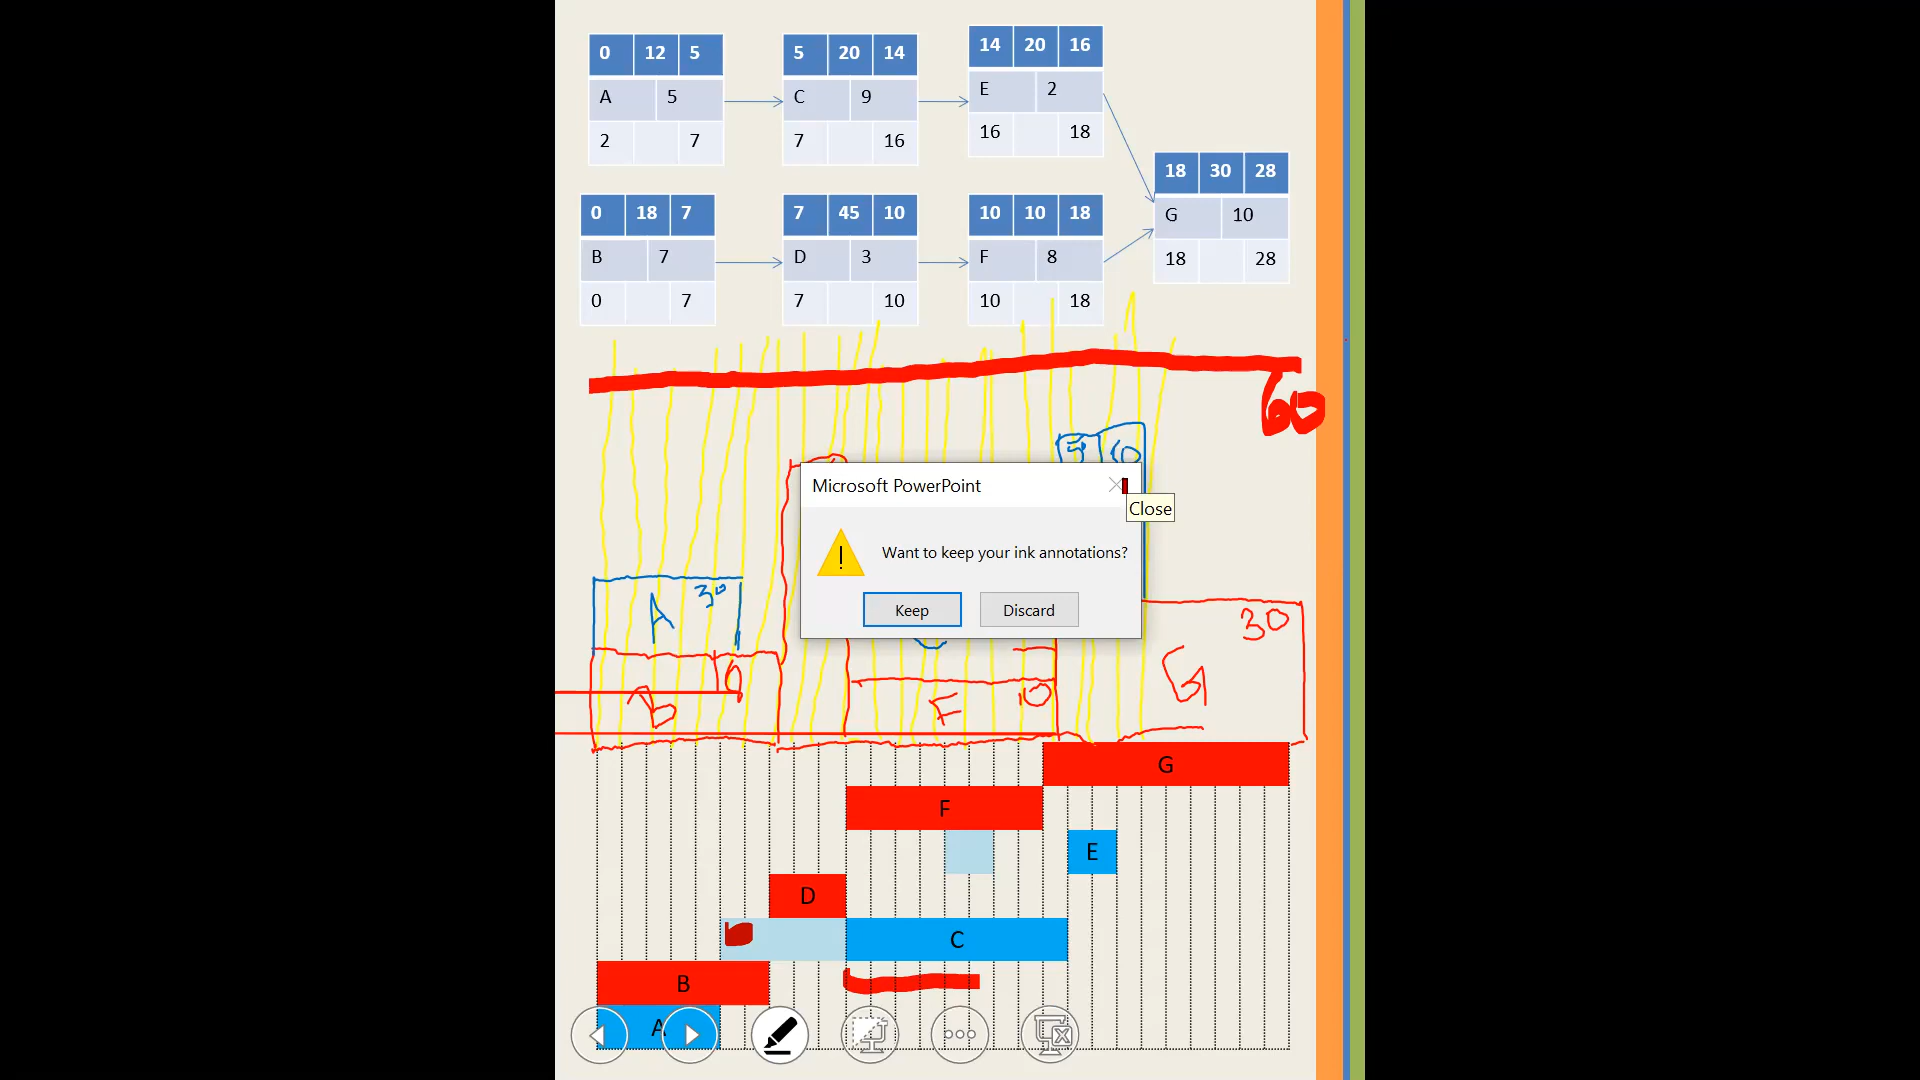 0 12 5
A 5
2 7
5 20 14
C 9
7 16
14 20 16
E 2
16 18
0 18 7
B 7
0 7
7 45 10
D 3
7 10
10 10 18
F 8
10 18
18 30 28
G 10
18 28
60
10
Microsoft PowerPoint
Close
Want to keep your ink annotations?
Keep Discard
A 30
B
F 10
G 30
G
F
E
D
C
B
A